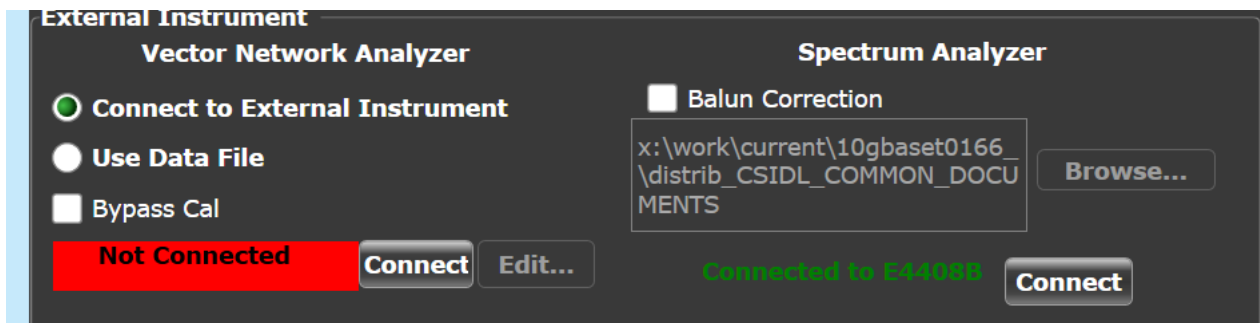 External Instrument
Vector Network Analyzer
Connect to External Instrument
Use Data File
Bypass Cal
Not Connected
Connect
Edit...
Spectrum Analyzer
Balun Correction
x:\work\current\10gbaset0166_
\distrib_CSIDL_COMMON_DOCU
MENTS
Browse...
Connected to E4408B
Connect